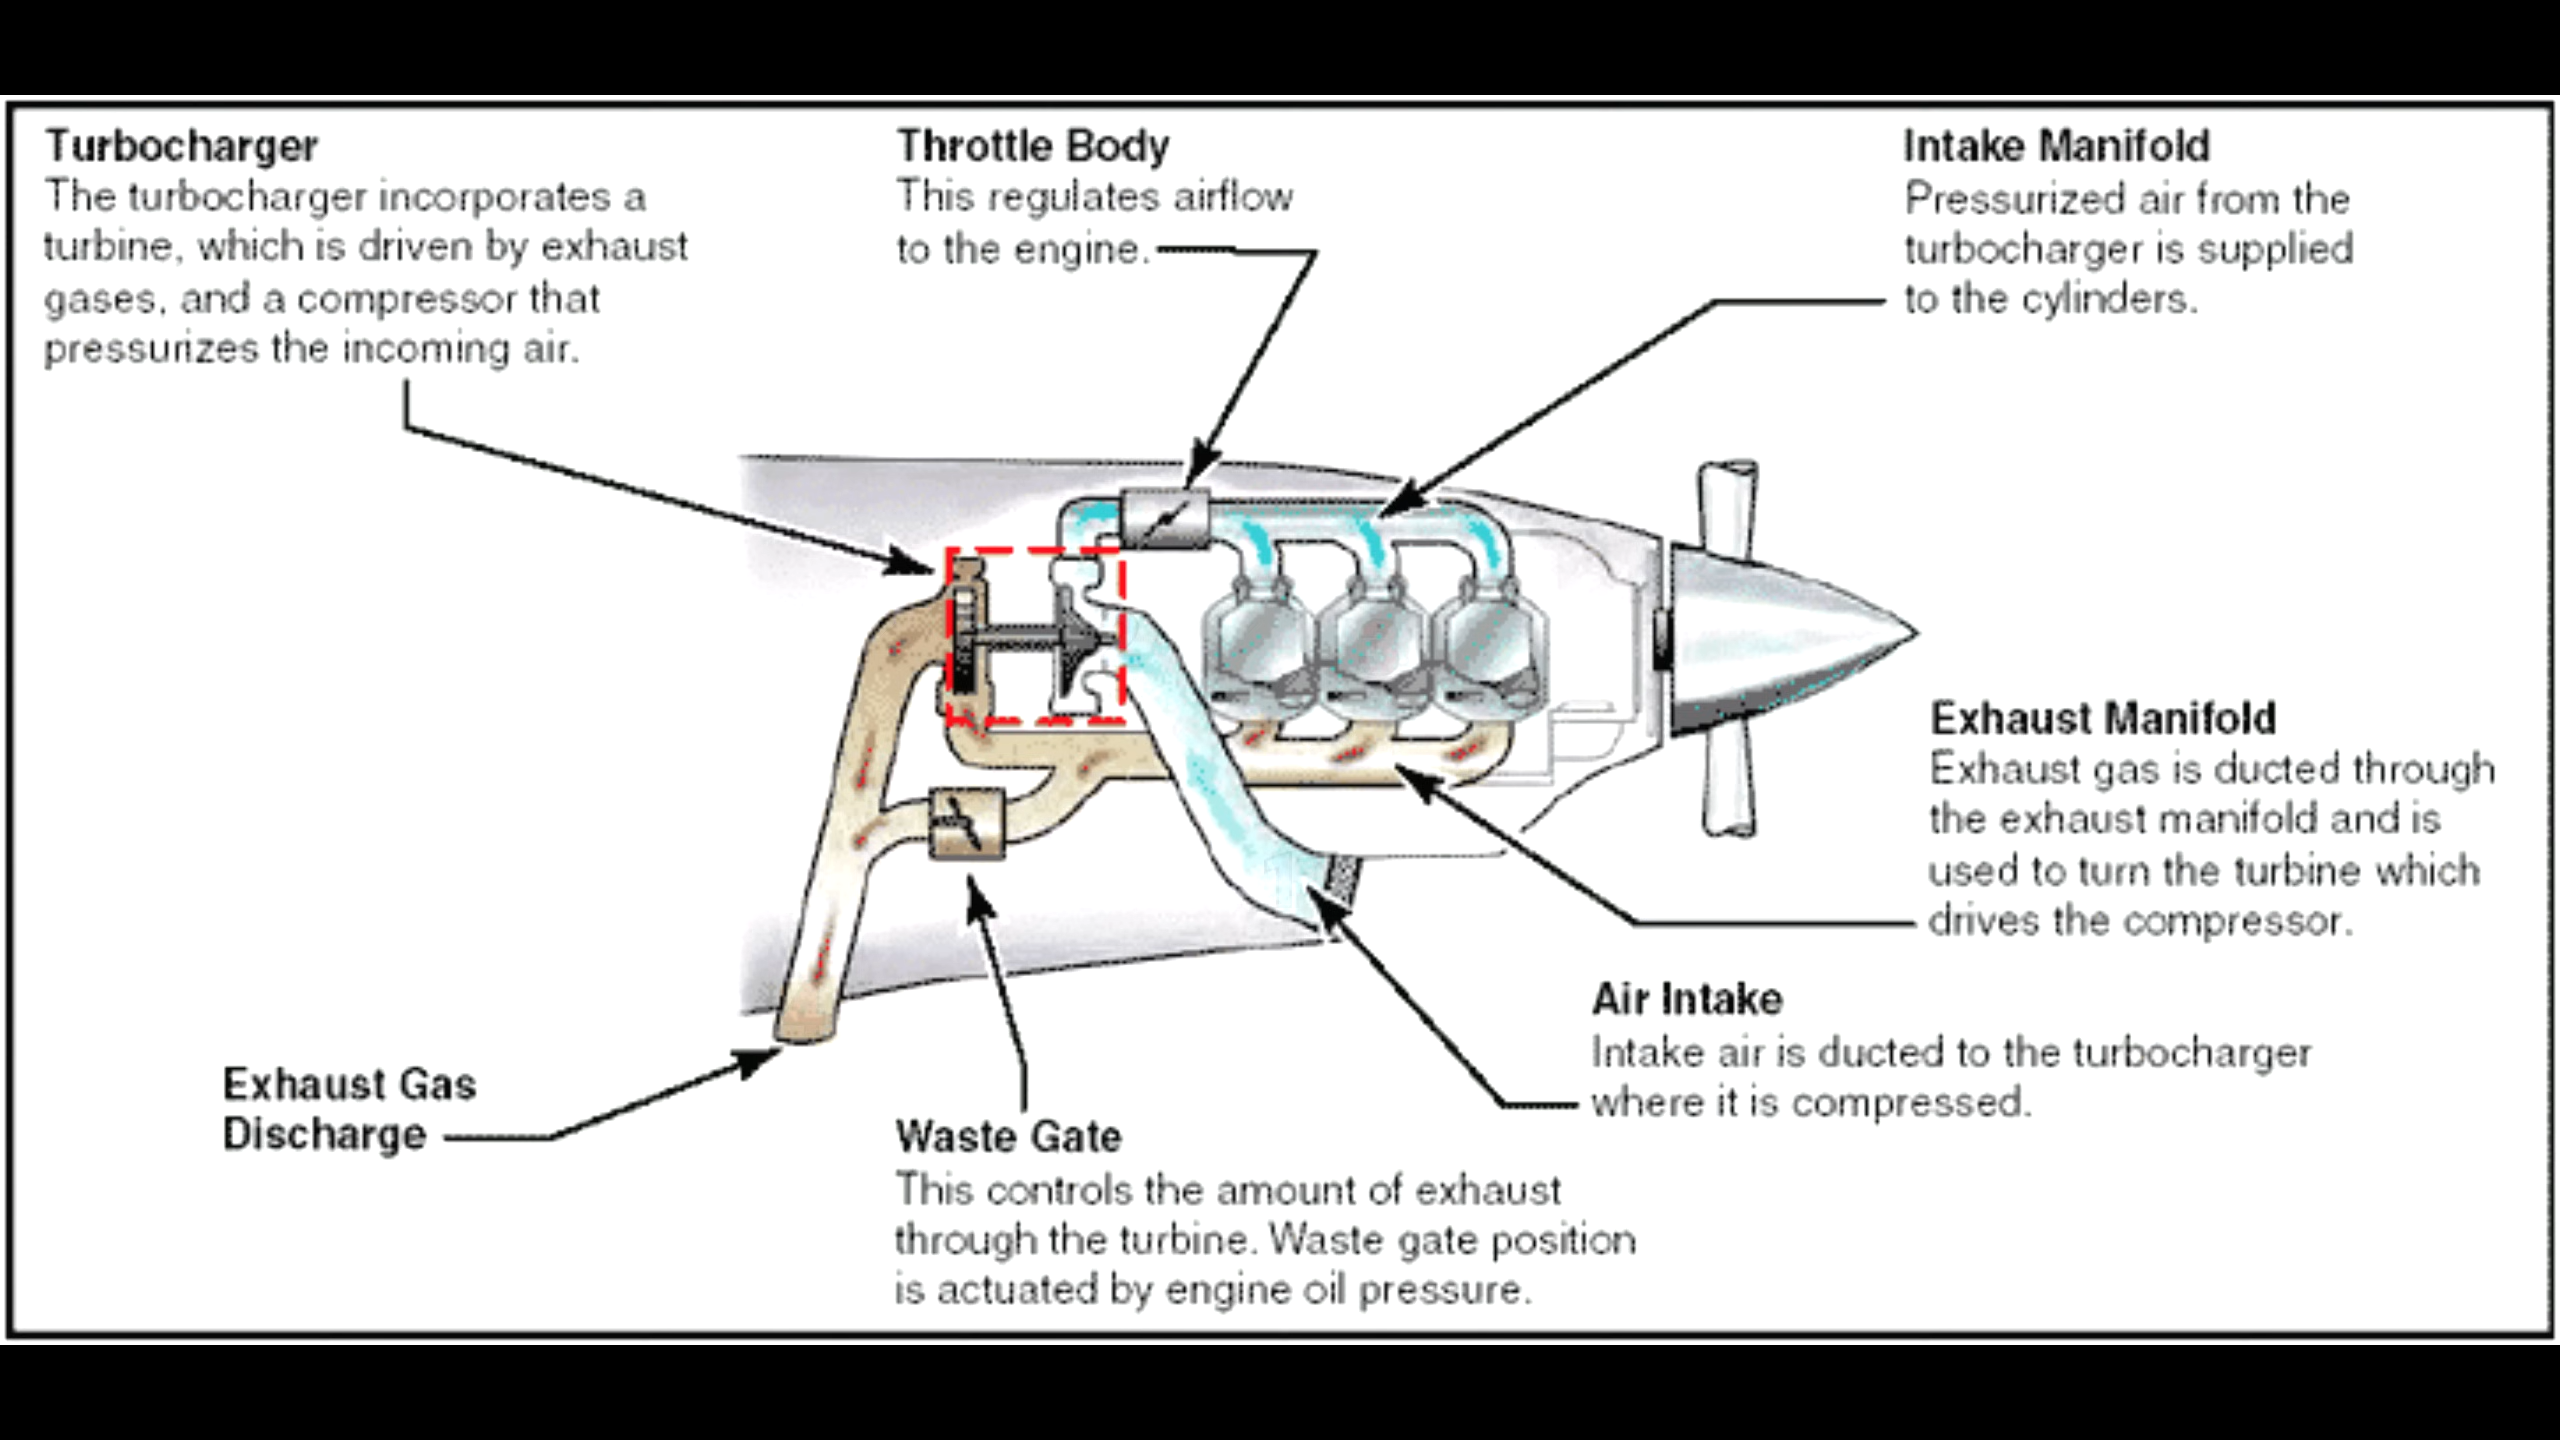 Turbocharger
The turbocharger incorporates a
turbine, which is driven by exhaust
gases, and a compressor that
pressurizes the incoming air.
Throttle Body
This regulates airflow
to the engine.
Intake Manifold
Pressurized air from the
turbocharger is supplied
to the cylinders.
Exhaust Manifold
Exhaust gas is ducted through
the exhaust manifold and is
used to turn the turbine which
drives the compressor.
Air Intake
Intake air is ducted to the turbocharger
where it is compressed.
Exhaust Gas
Discharge
Waste Gate
This controls the amount of exhaust
through the turbine. Waste gate position
is actuated by engine oil pressure.